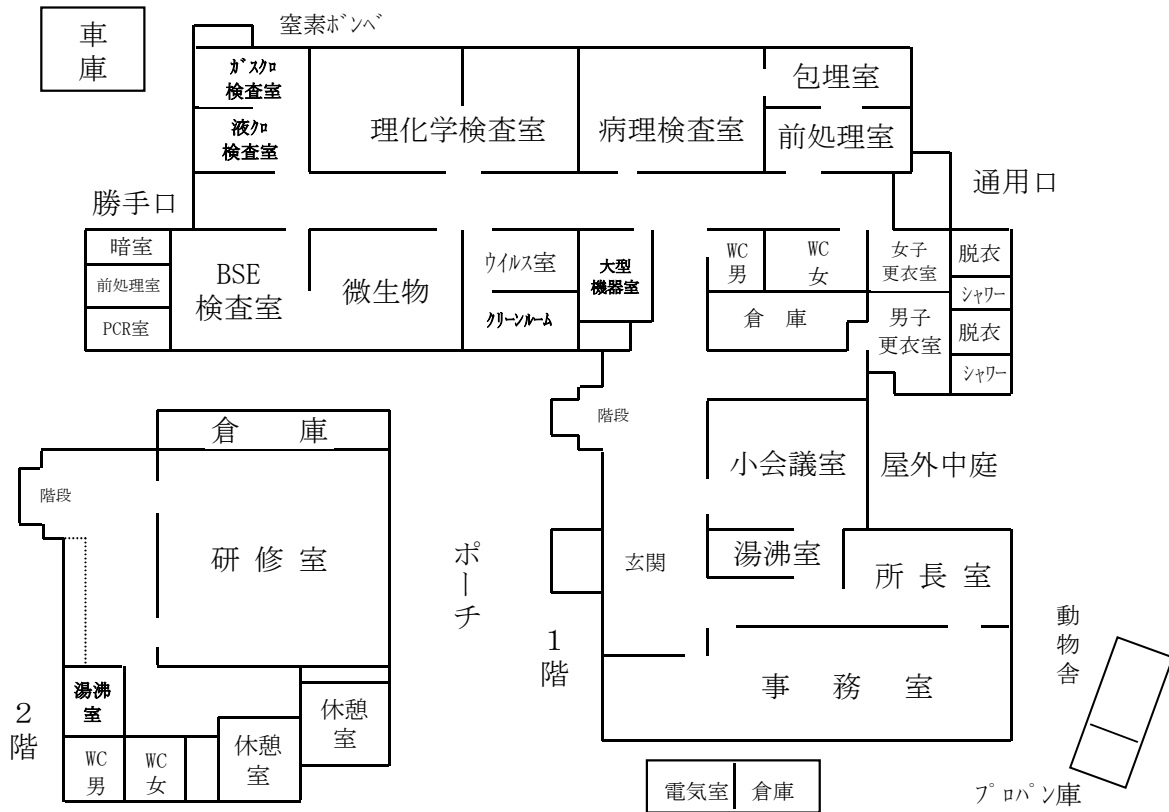 車
庫
窒素ﾎﾞﾝﾍﾞ
ｶﾞｽｸﾛ
検査室
液ｸﾛ
検査室
理化学検査室
病理検査室
包埋室
前処理室
勝手口
通用口
暗室
前処理室
PCR室
BSE
検査室
微生物
ｳｲﾙｽ室
ｸﾘｰﾝﾙｰﾑ
大型
機器室
WC
男
WC
女
倉 庫
女子
更衣室
男子
更衣室
脱衣
ｼｬﾜｰ
脱衣
ｼｬﾜｰ
階段
小会議室
屋外中庭
玄関
湯沸室
所 長 室
事 務 室
ポーチ
1
階
倉 庫
階段
研 修 室
湯沸
室
WC
男
WC
女
休憩
室
休憩
室
2
階
電気室
倉庫
動物舎
ﾌﾟﾛﾊﾟﾝ庫